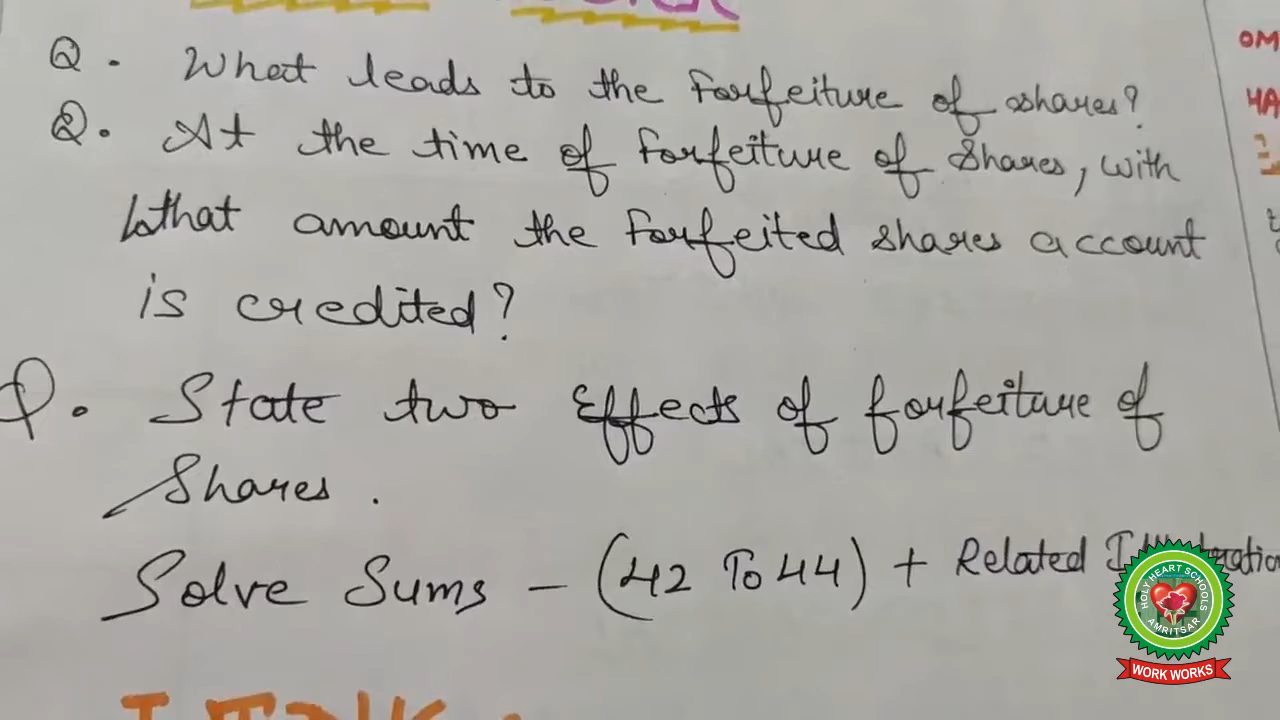 Q. What leads to the Forfeiture of shares?
Q. At the time of Forfeiture of Shares, with
what amount the Forfeited shares account
is credited?
Q. State two Effects of forfeiture of
Shares.
Solve Sums - (42 To 44) + Related
OM
HA
HOLY HEART SCHOOLS
AMRITSAR
WORK WORKS